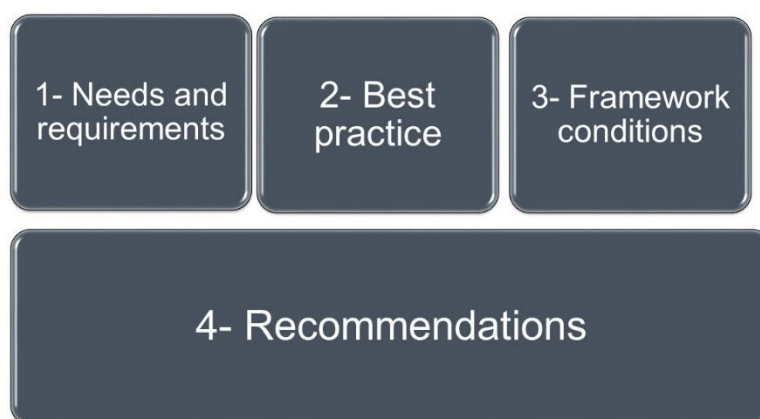 1- Needs and
requirements
2- Best
practice
3- Framework
conditions
4- Recommendations